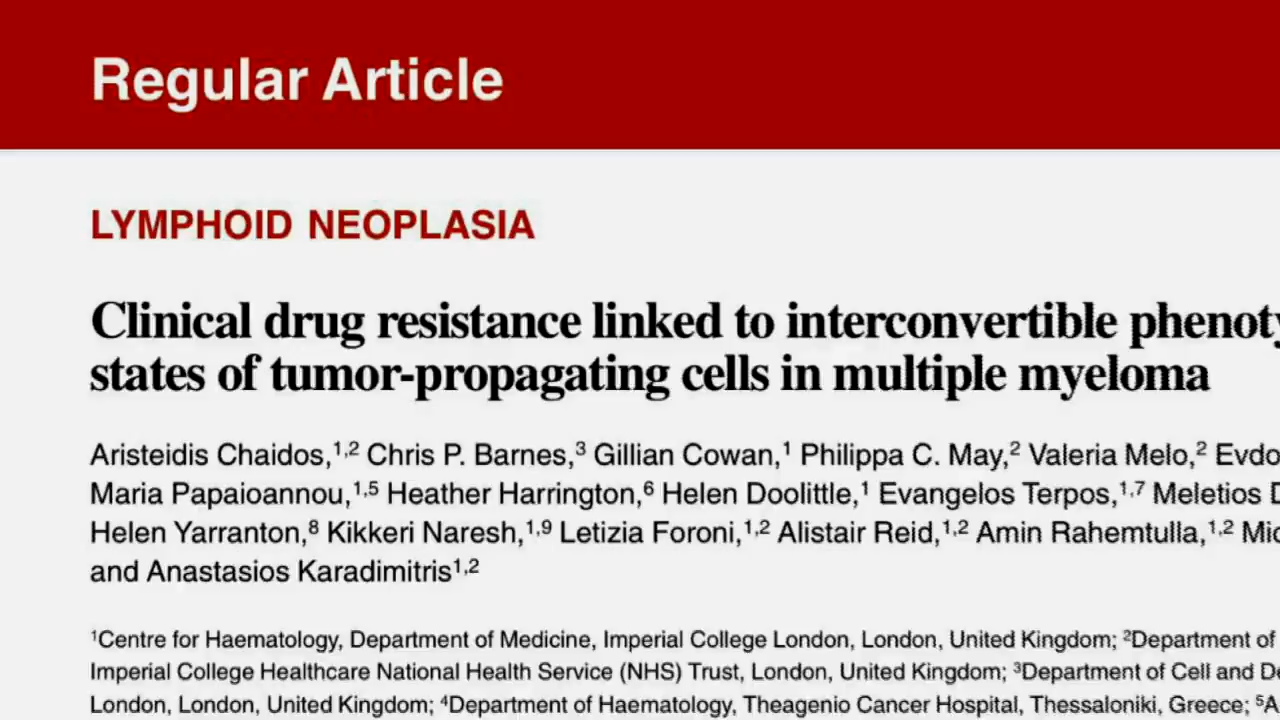 Regular Article
LYMPHOID NEOPLASIA
Clinical drug resistance linked to interconvertible phenoty
states of tumor-propagating cells in multiple myeloma
Aristeidis Chaidos,1,2 Chris P. Barnes,3 Gillian Cowan,1 Philippa C. May,2 Valeria Melo,2 Evdo
Maria Papaioannou,1,5 Heather Harrington,6 Helen Doolittle,1 Evangelos Terpos,1,7 Meletios D
Helen Yarranton,8 Kikkeri Naresh,1,9 Letizia Foroni,1,2 Alistair Reid,1,2 Amin Rahemtulla,1,2 Mic
and Anastasios Karadimitris1,2
1Centre for Haematology, Department of Medicine, Imperial College London, London, United Kingdom; 2Department of
Imperial College Healthcare National Health Service (NHS) Trust, London, United Kingdom; 3Department of Cell and De
London, London, United Kingdom; 4Department of Haematology, Theagenio Cancer Hospital, Thessaloniki, Greece; 5A